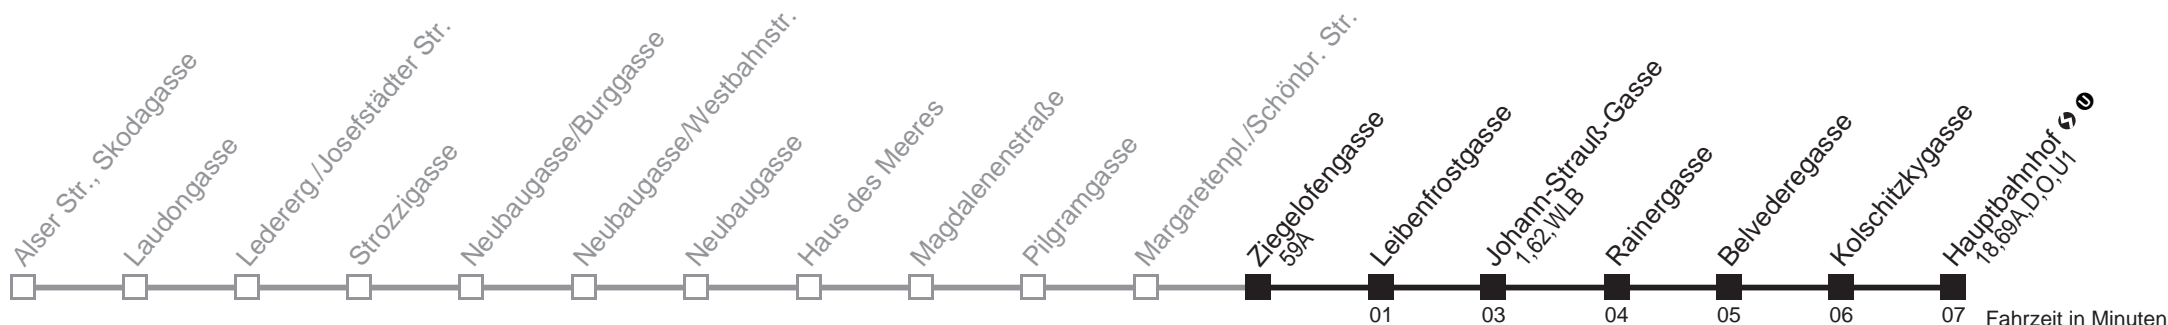 Alser Str., Skodagasse
Laudongasse
Ledererg./Josefstädter Str.
Strozzigasse
Neubaugasse/Burggasse
Neubaugasse/Westbahnstr.
Neubaugasse
Haus des Meeres
Magdalenenstraße
Pilgramgasse
Margaretenpl./Schönbr. Str.
Ziegelofengasse
59A
Leibenfrostgasse
Johann-Strauß-Gasse
1,62,WLB
Rainergasse
Belvederegasse
Kolschitzkygasse
Hauptbahnhof S U
18,69A,D,O,U1
01 03 04 05 06 07 Fahrzeit in Minuten